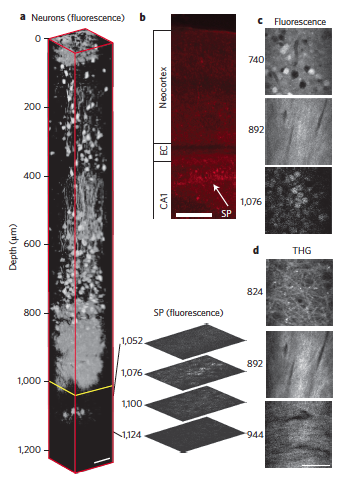 a Neurons (fluorescence)
0
200
400
600
800
1,000
1,200
Depth (μm)
b
Neocortex
EC
CA1
SP
SP (fluorescence)
1,052
1,076
1,100
1,124
c Fluorescence
740
892
1,076
d THG
824
892
944